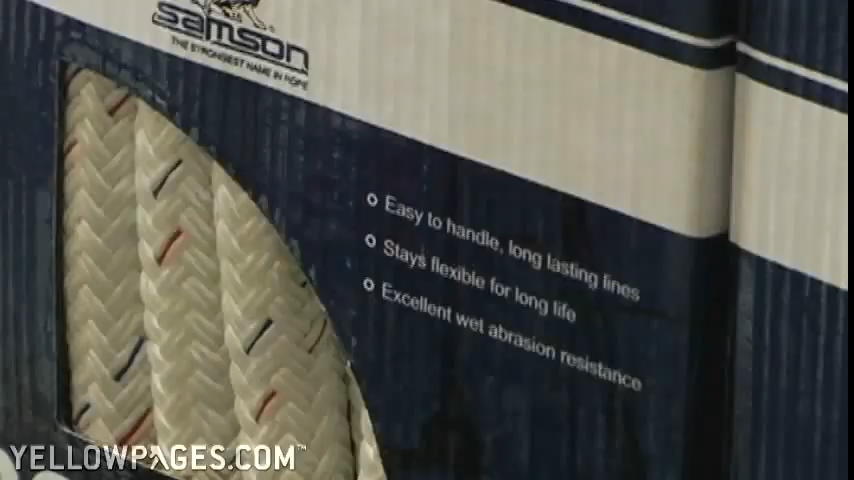 samson
THE STRONGEST NAME IN ROPE
Easy to handle, long lasting lines
Stays flexible for long life
Excellent wet abrasion resistance
YELLOWPAGES.COM™